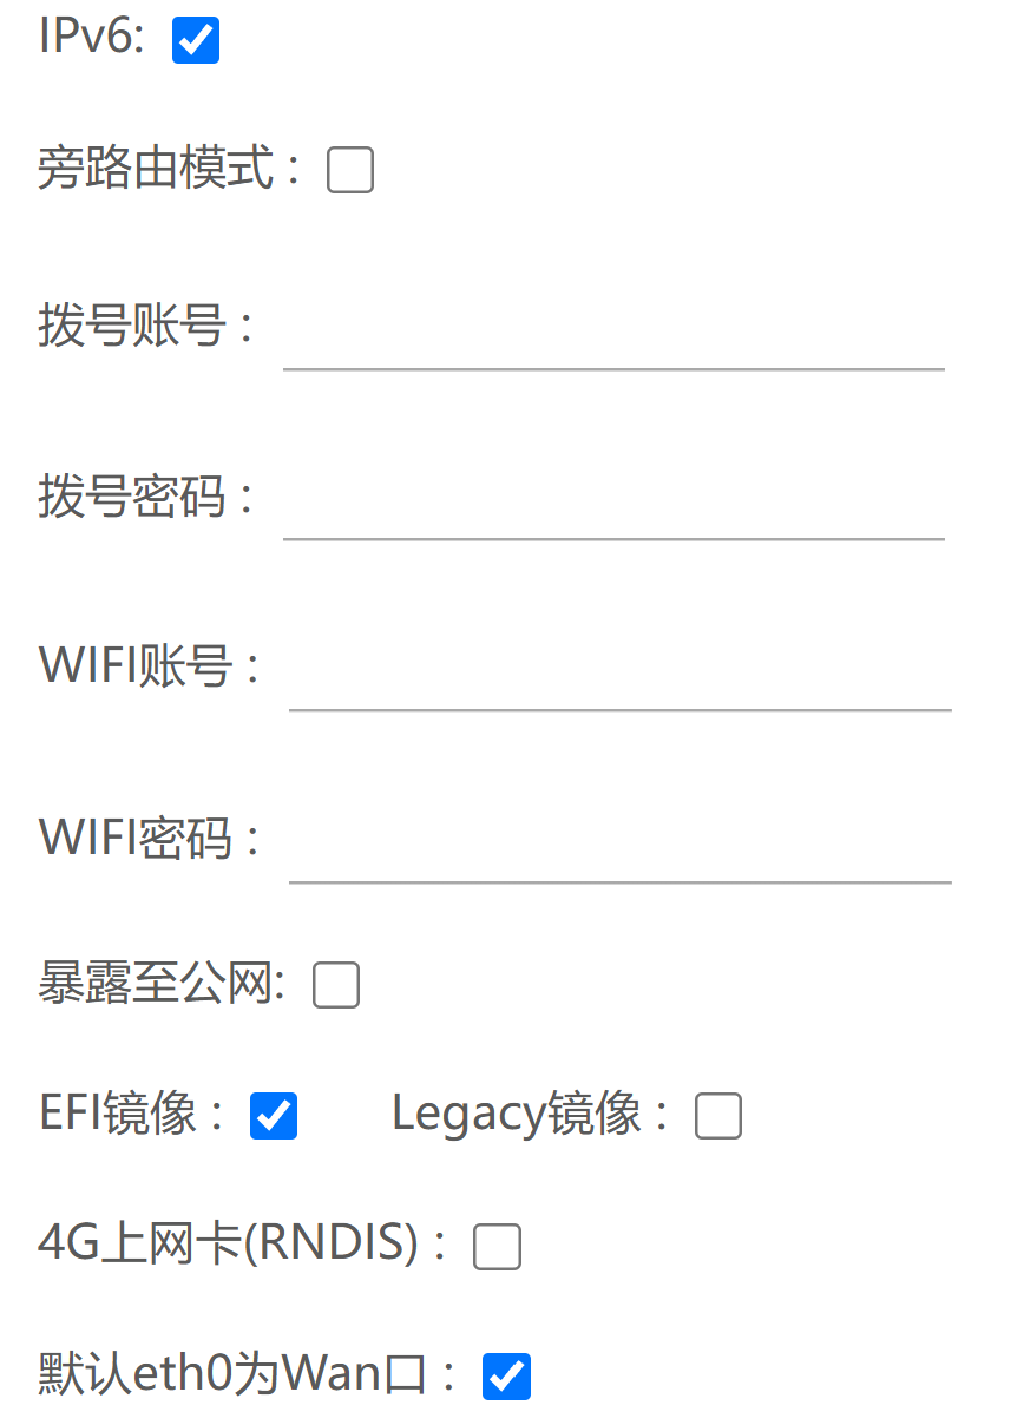 IPv6:
旁路由模式：
拨号账号：
拨号密码：
WIFI账号：
WIFI密码：
暴露至公网:
EFI镜像： Legacy镜像：
4G上网卡(RNDIS)：
默认eth0为Wan口：